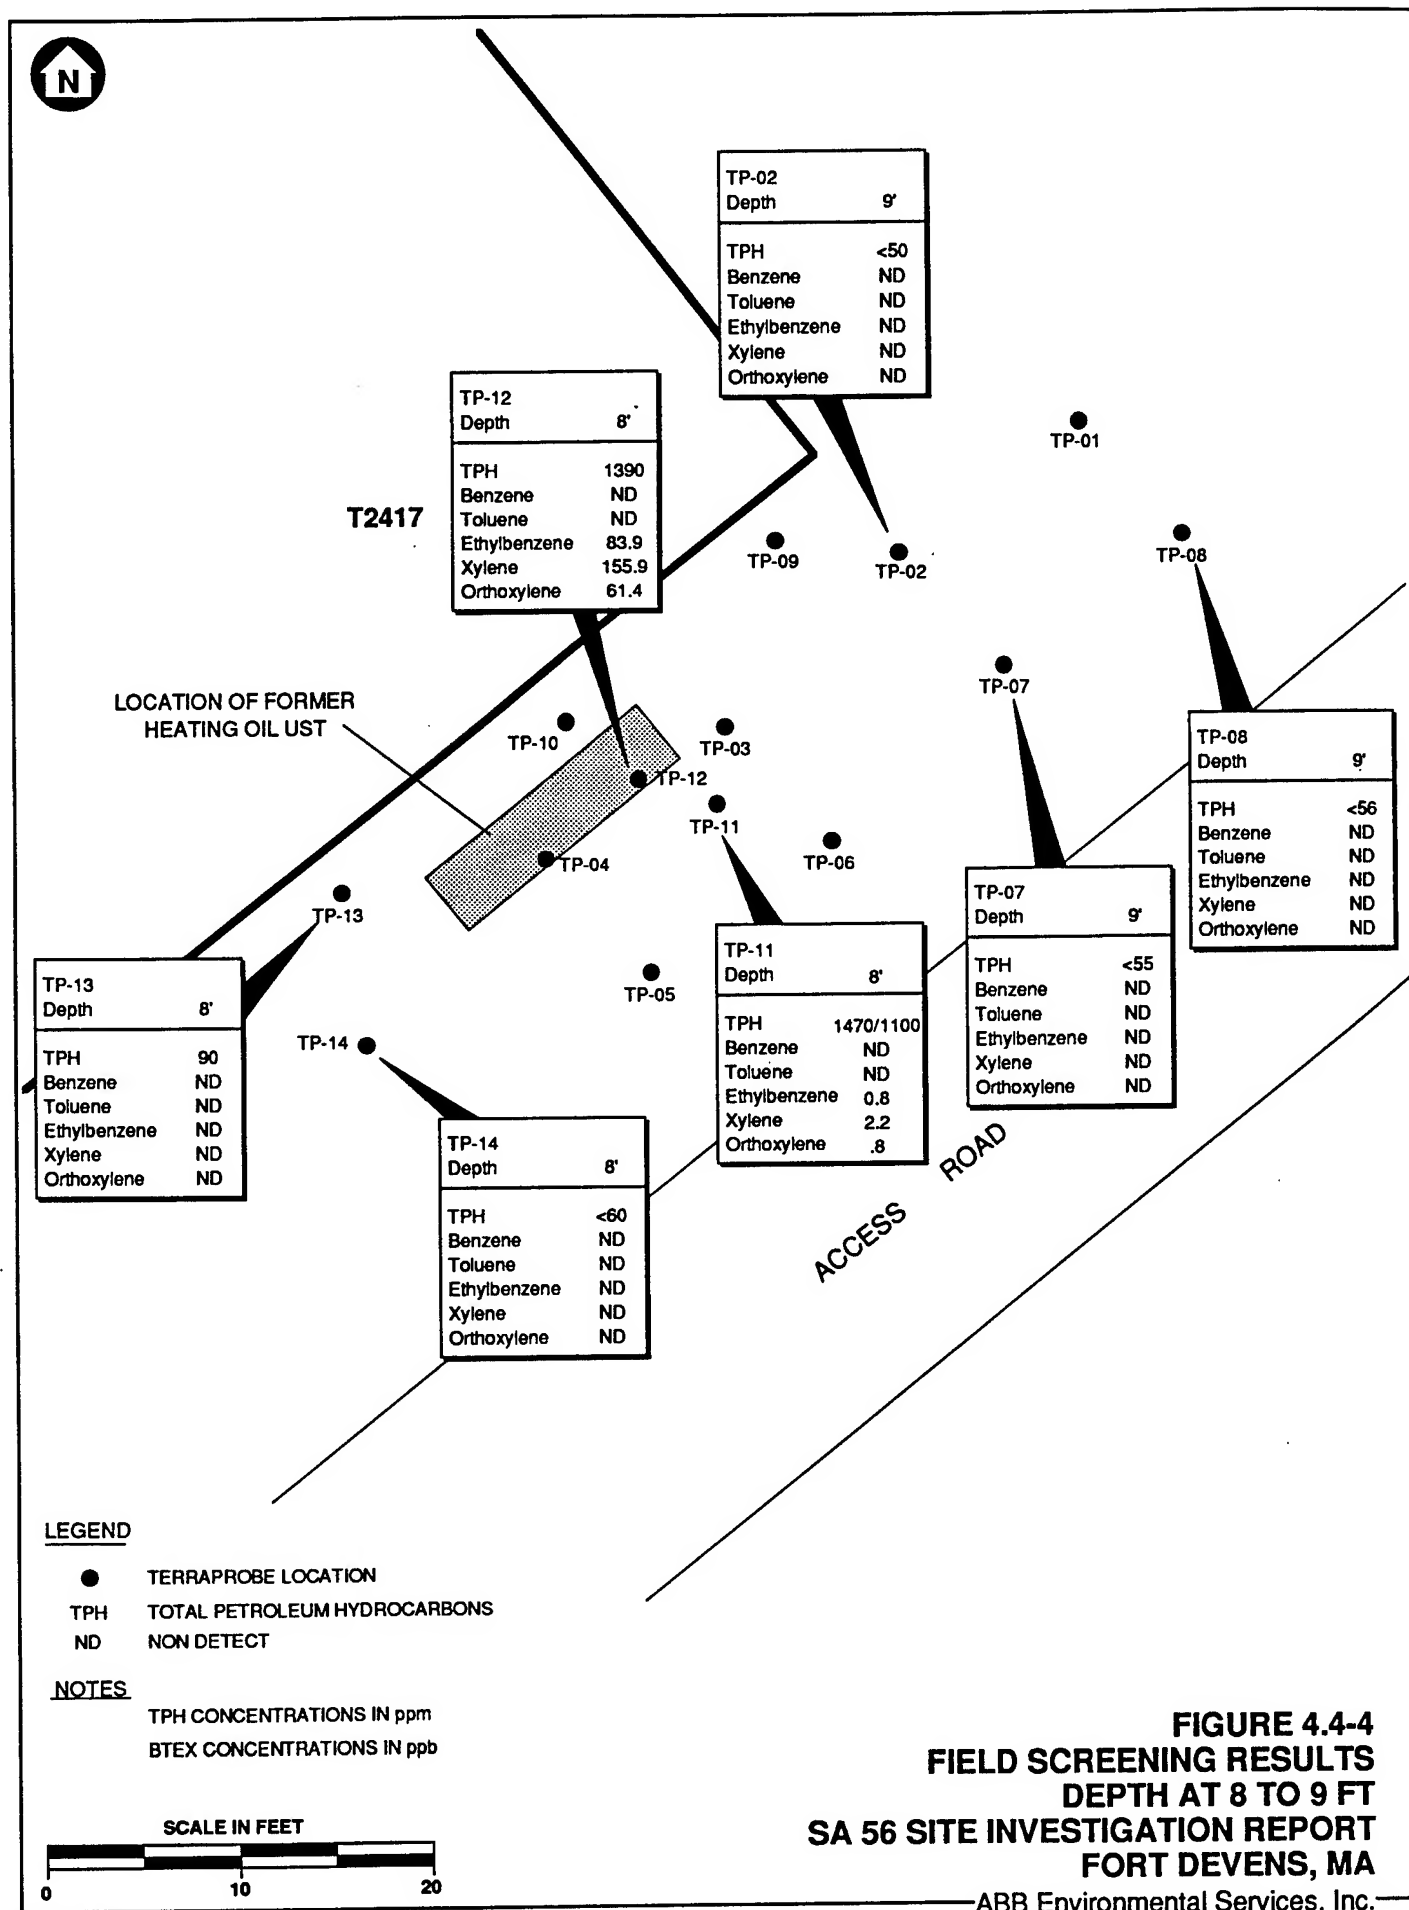 N
TP-02
Depth 9'
TPH <50
Benzene ND
Toluene ND
Ethylbenzene ND
Xylene ND
Orthoxylene ND
TP-12
Depth 8'
TPH 1390
Benzene ND
Toluene ND
Ethylbenzene 83.9
Xylene 155.9
Orthoxylene 61.4
T2417
TP-01
TP-09
TP-02
TP-08
TP-07
LOCATION OF FORMER
HEATING OIL UST
TP-10
TP-03
TP-12
TP-11
TP-06
TP-04
TP-13
TP-05
TP-14
TP-08
Depth 9'
TPH <56
Benzene ND
Toluene ND
Ethylbenzene ND
Xylene ND
Orthoxylene ND
TP-07
Depth 9'
TPH <55
Benzene ND
Toluene ND
Ethylbenzene ND
Xylene ND
Orthoxylene ND
TP-11
Depth 8'
TPH 1470/1100
Benzene ND
Toluene ND
Ethylbenzene 0.8
Xylene 2.2
Orthoxylene .8
TP-13
Depth 8'
TPH 90
Benzene ND
Toluene ND
Ethylbenzene ND
Xylene ND
Orthoxylene ND
TP-14
Depth 8'
TPH <60
Benzene ND
Toluene ND
Ethylbenzene ND
Xylene ND
Orthoxylene ND
ACCESS ROAD
LEGEND
TERRAPROBE LOCATION
TPH TOTAL PETROLEUM HYDROCARBONS
ND NON DETECT
NOTES
TPH CONCENTRATIONS IN ppm
BTEX CONCENTRATIONS IN ppb
SCALE IN FEET
0 10 20
FIGURE 4.4-4
FIELD SCREENING RESULTS
DEPTH AT 8 TO 9 FT
SA 56 SITE INVESTIGATION REPORT
FORT DEVENS, MA
ABB Environmental Services, Inc.